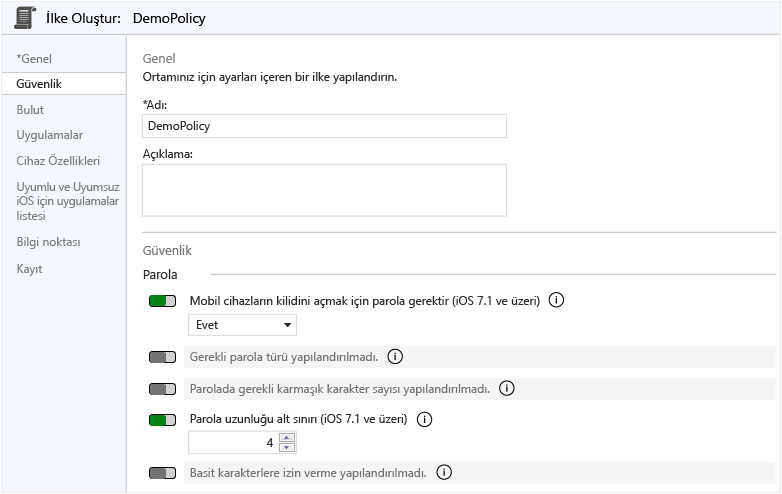 İlke Oluştur: DemoPolicy
*Genel
Güvenlik
Bulut
Uygulamalar
Cihaz Özellikleri
Uyumlu ve Uyumsuz
iOS için uygulamalar
listesi
Bilgi noktası
Kayıt
Genel
Ortamınız için ayarları içeren bir ilke yapılandırın.
*Adı:
DemoPolicy
Açıklama:
Güvenlik
Parola
Mobil cihazların kilidini açmak için parola gerektir (iOS 7.1 ve üzeri)
Evet
Gerekli parola türü yapılandırılmadı.
Parolada gerekli karmaşık karakter sayısı yapılandırılmadı.
Parola uzunluğu alt sınırı (iOS 7.1 ve üzeri)
4
Basit karakterlere izin verme yapılandırılmadı.